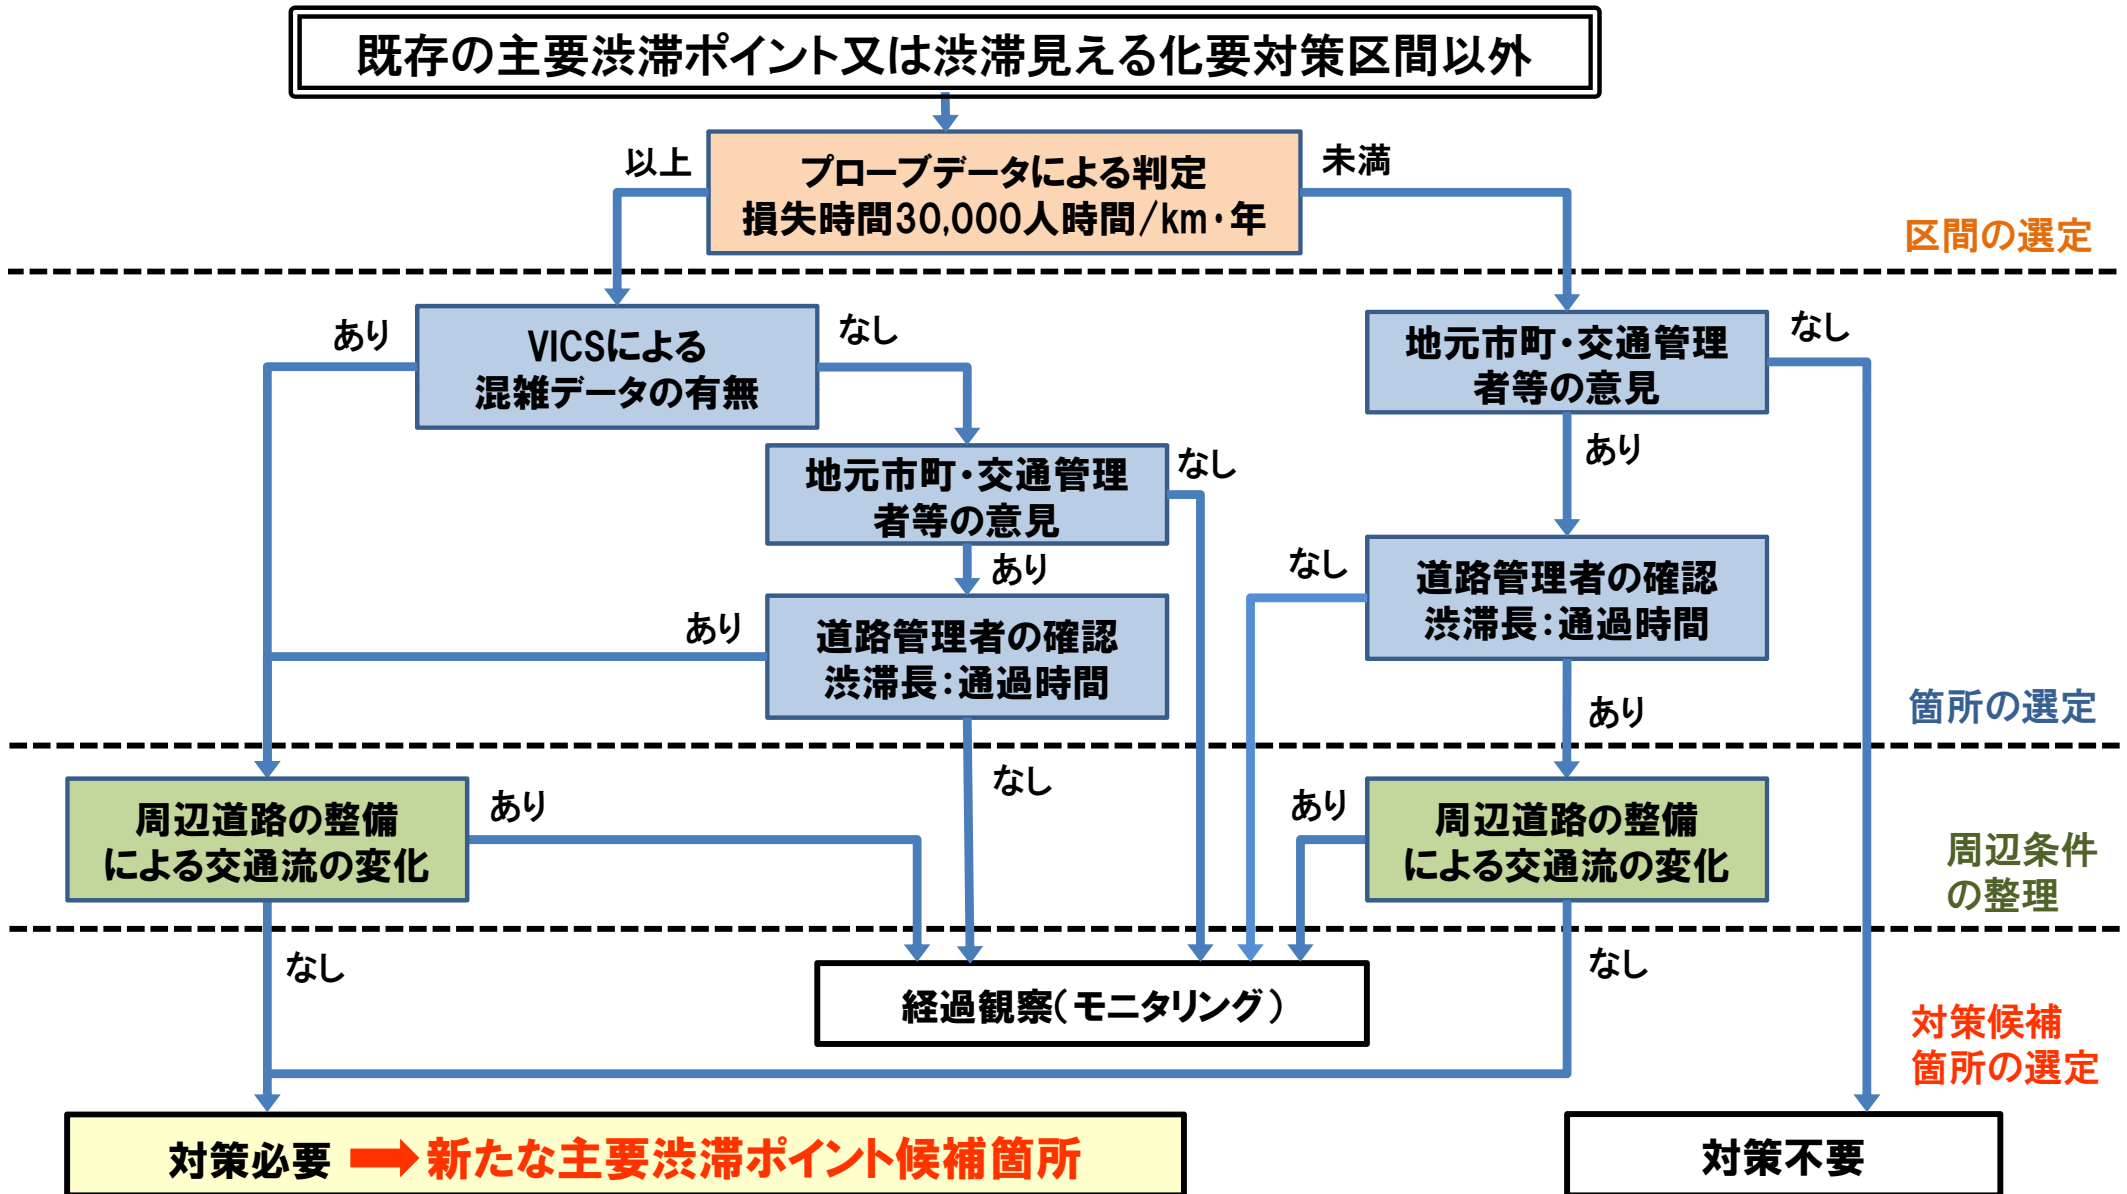 既存の主要渋滞ポイント又は渋滞見える化要対策区間以外
以上
プローブデータによる判定
損失時間30,000人時間/km・年
未満
区間の選定
あり
VICSによる
混雑データの有無
なし
地元市町・交通管理
者等の意見
なし
あり
地元市町・交通管理
者等の意見
なし
あり
なし
道路管理者の確認
渋滞長:通過時間
あり
道路管理者の確認
渋滞長:通過時間
あり
箇所の選定
なし
周辺道路の整備
による交通流の変化
あり
あり
周辺道路の整備
による交通流の変化
周辺条件
の整理
なし
経過観察(モニタリング)
なし
対策候補
箇所の選定
対策必要 ➡ 新たな主要渋滞ポイント候補箇所
対策不要